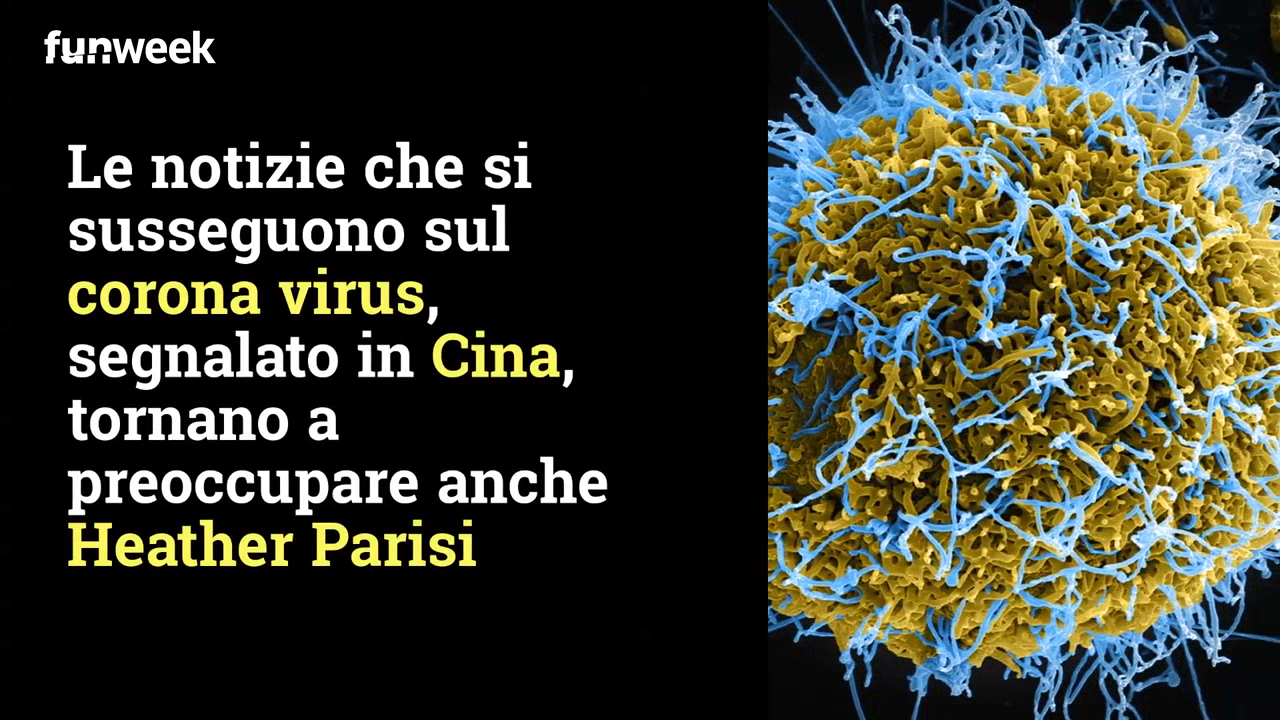 funweek
Le notizie che si
susseguono sul
corona virus,
segnalato in Cina,
tornano a
preoccupare anche
Heather Parisi